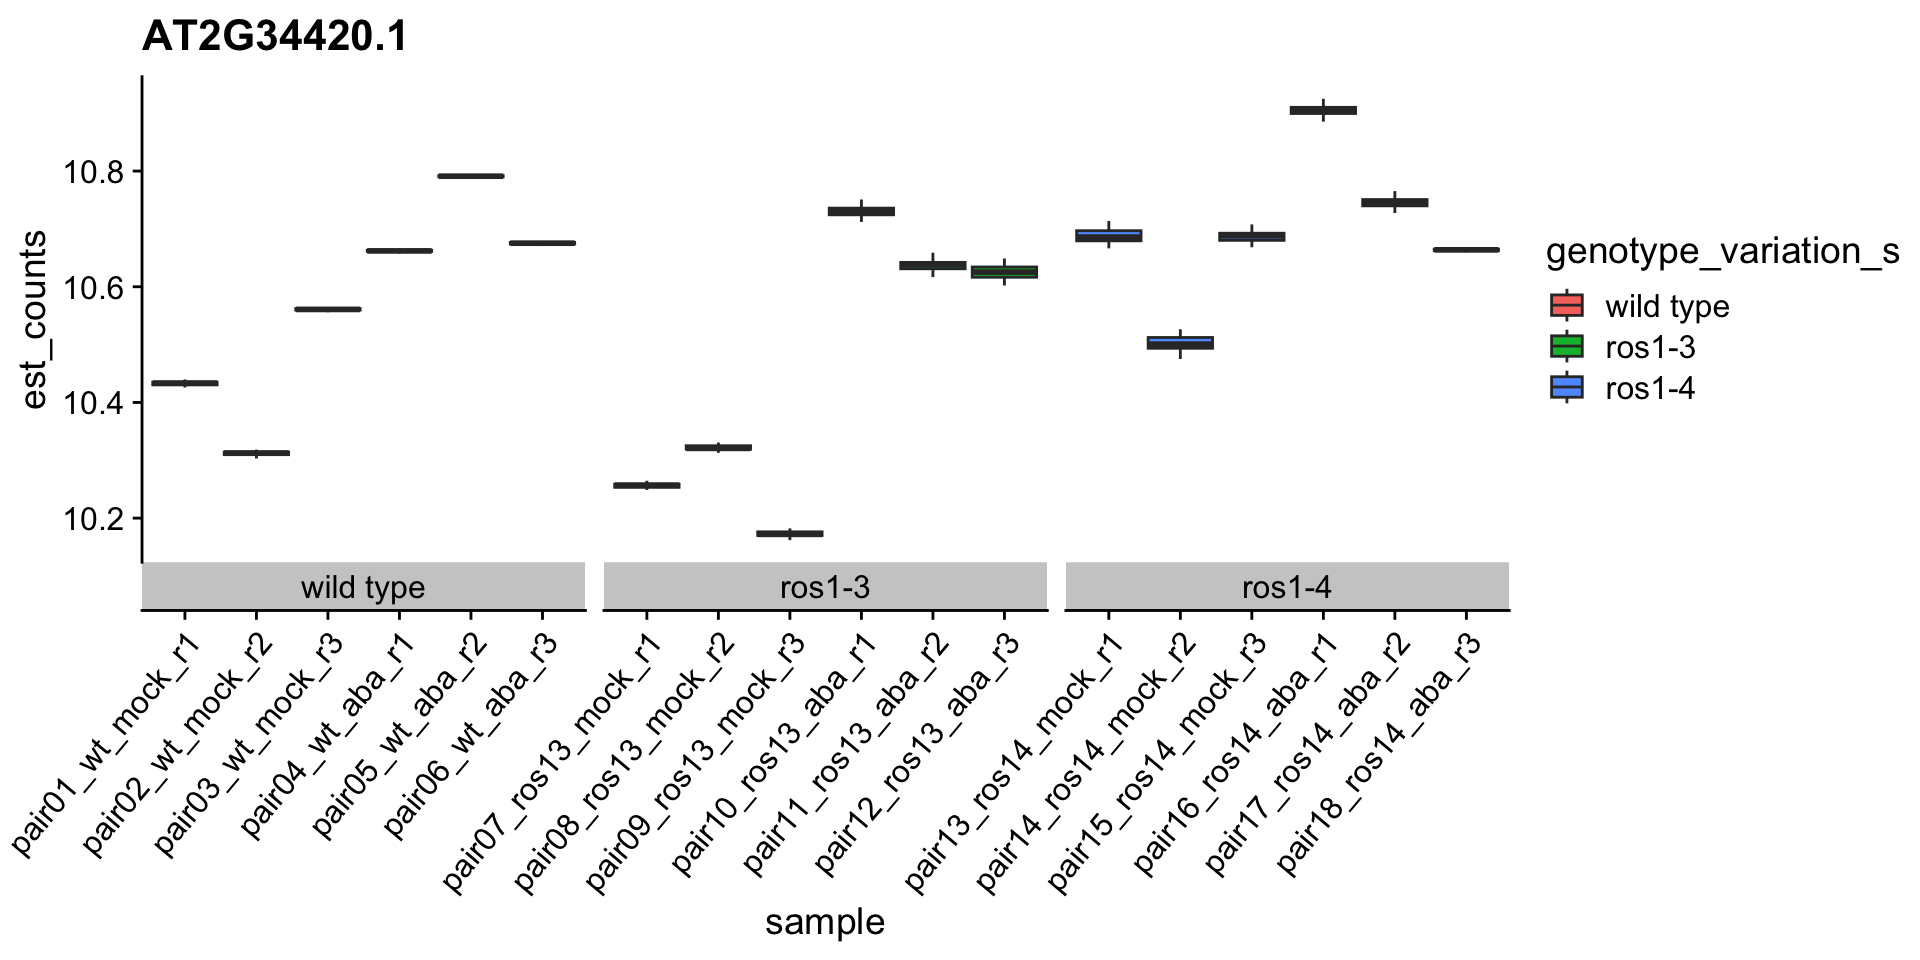 AT2G34420.1
est_counts
10.8
10.6
10.4
10.2
wild type
ros1-3
ros1-4
pair01_wt_mock_r1
pair02_wt_mock_r2
pair03_wt_mock_r3
pair04_wt_aba_r1
pair05_wt_aba_r2
pair06_wt_aba_r3
pair07_ros13_mock_r1
pair08_ros13_mock_r2
pair09_ros13_mock_r3
pair10_ros13_aba_r1
pair11_ros13_aba_r2
pair12_ros13_aba_r3
pair13_ros14_mock_r1
pair14_ros14_mock_r2
pair15_ros14_mock_r3
pair16_ros14_aba_r1
pair17_ros14_aba_r2
pair18_ros14_aba_r3
sample
genotype_variation_s
wild type
ros1-3
ros1-4